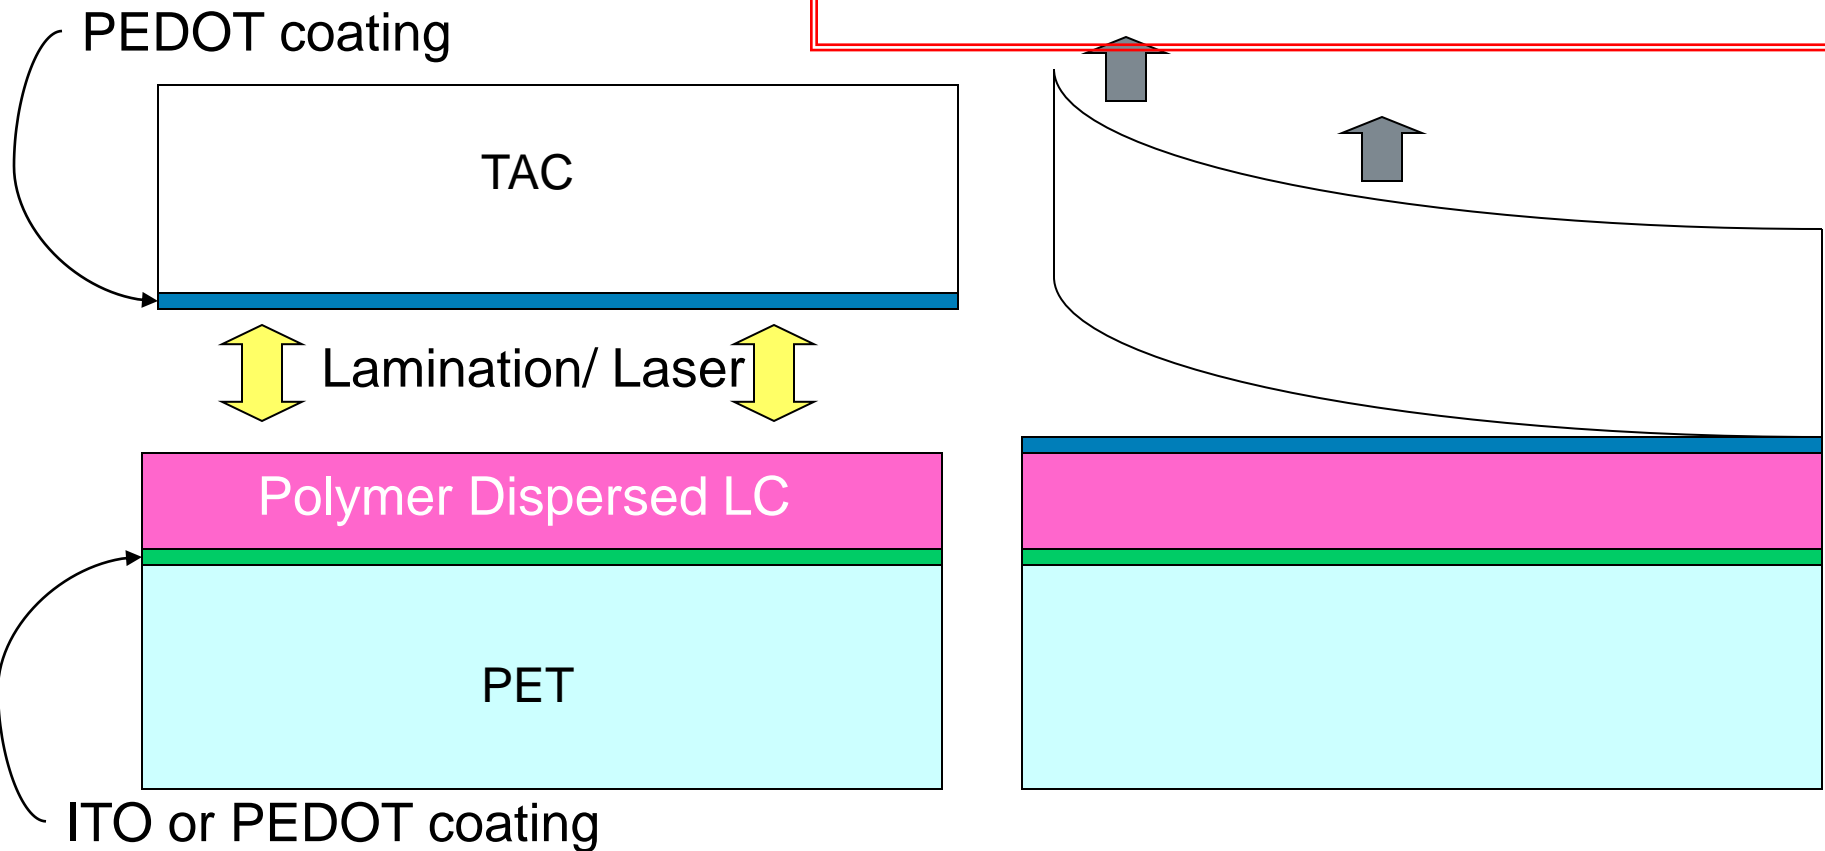 PEDOT coating
TAC
Lamination/ Laser
Polymer Dispersed LC
PET
ITO or PEDOT coating